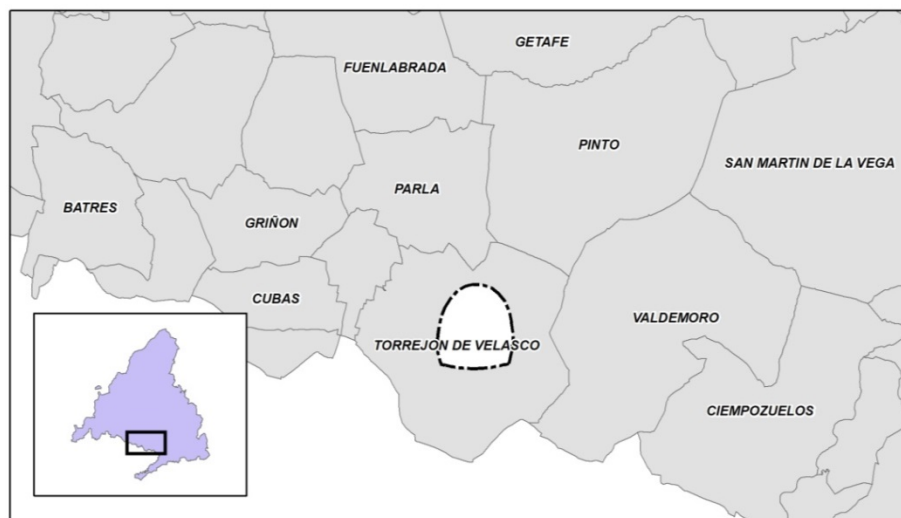 GETAFE
FUENLABRADA
PINTO
SAN MARTIN DE LA VEGA
PARLA
BATRES
GRIÑON
CUBAS
VALDEMORO
TORREJON DE VELASCO
CIEMPOZUELOS